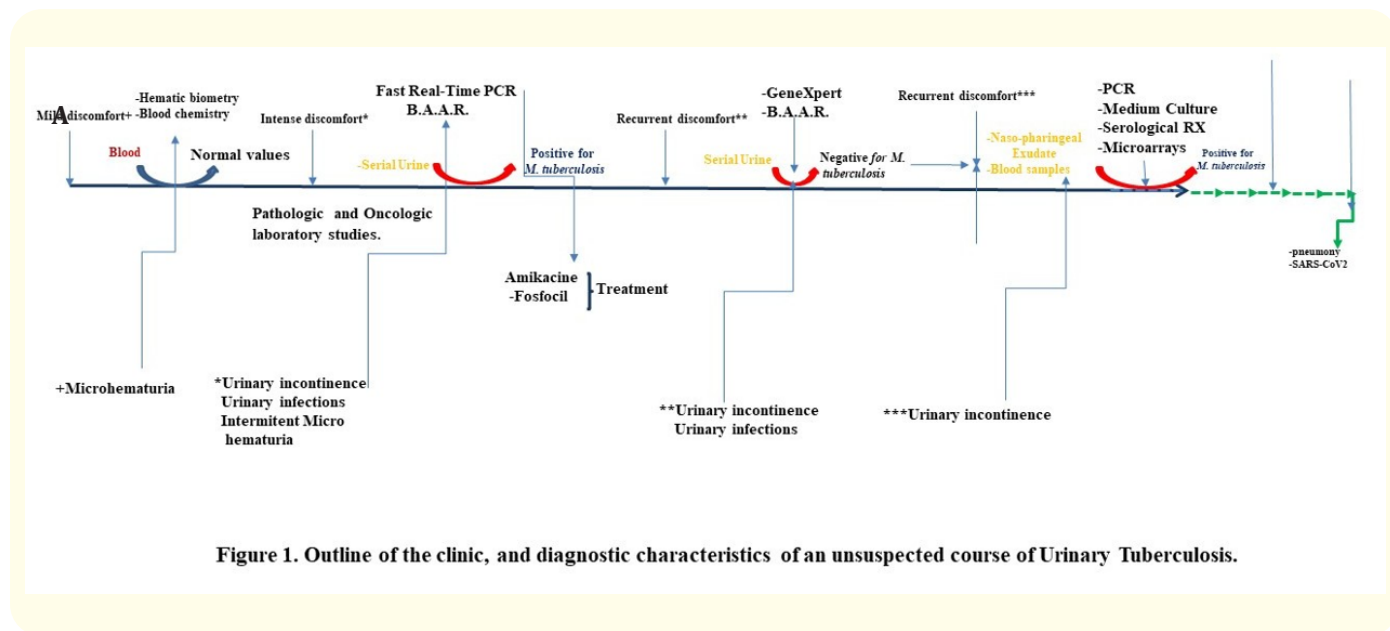 A
Mild discomfort+
-Hematic biometry
-Blood chemistry
Blood
Normal values
Intense discomfort*
Fast Real-Time PCR
B.A.A.R.
-Serial Urine
Positive for
M. tuberculosis
Recurrent discomfort**
-GeneXpert
-B.A.A.R.
Serial Urine
Negative for M.
tuberculosis
Recurrent discomfort***
-Naso-pharingeal
Exudate
-Blood samples
-PCR
-Medium Culture
-Serological RX
-Microarrays
Positive for
M. tuberculosis
Pathologic and Oncologic
laboratory studies.
Amikacine
-Fosfocil
Treatment
-pneumony
-SARS-CoV2
+Microhematuria
*Urinary incontinence
Urinary infections
Intermitent Micro
hematuria
**Urinary incontinence
Urinary infections
***Urinary incontinence
Figure 1. Outline of the clinic, and diagnostic characteristics of an unsuspected course of Urinary Tuberculosis.